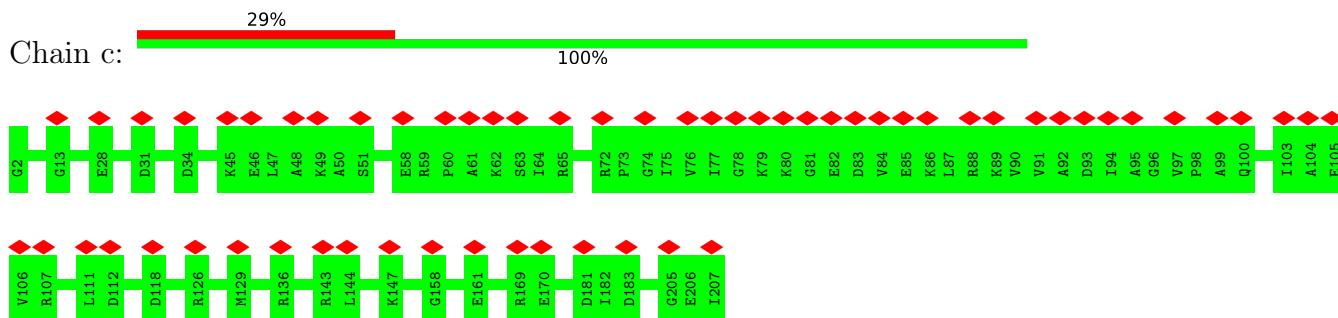 29%
Chain c:
100%
G2 G13 E28 D31 D34 K45 E46 L47 A48 K49 A50 S51 E58 R59 P60 A61 K62 S63 I64 R65 R72 P73 G74 I75 V76 I77 G78 K79 K80 G81 E82 D83 V84 E85 K86 L87 R88 K89 V90 V91 A92 D93 I94 A95 G96 V97 P98 A99 Q100 I103 A104 E105
V106 R107 L111 D112 D118 R126 M129 R136 R143 L144 K147 G158 E161 R169 E170 D181 I182 D183 G205 E206 I207